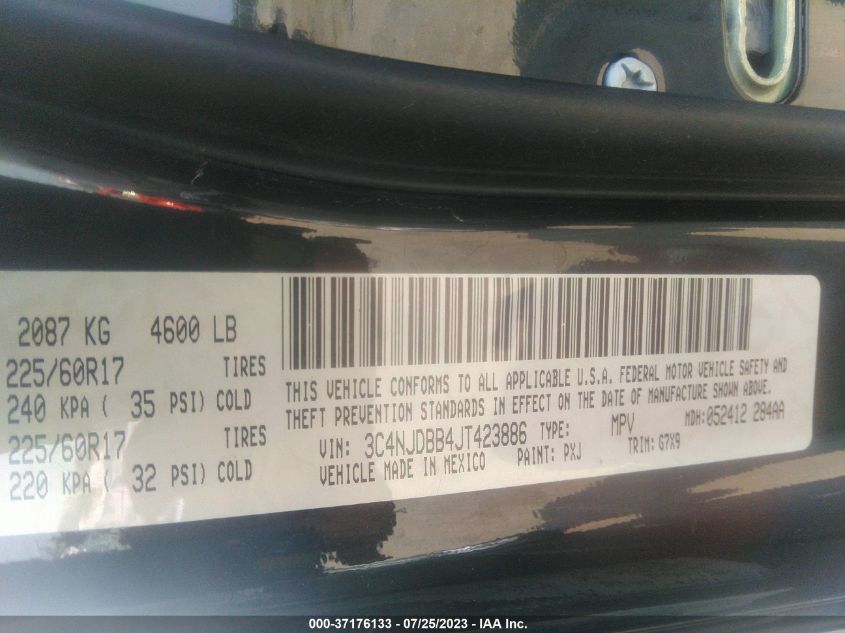 2087 KG 4600 LB
225/60R17 TIRES
240 KPA ( 35 PSI) COLD
225/60R17 TIRES
220 KPA ( 32 PSI) COLD
THIS VEHICLE CONFORMS TO ALL APPLICABLE U.S.A. FEDERAL MOTOR VEHICLE SAFETY AND
THEFT PREVENTION STANDARDS IN EFFECT ON THE DATE OF MANUFACTURE SHOWN ABOVE.
VIN: 3C4NJDBB4JT423886 TYPE: MPV MDH:052412 284AA
VEHICLE MADE IN MEXICO PAINT: PXJ TRIM: G7X9
000-37176133 - 07/25/2023 - IAA Inc.